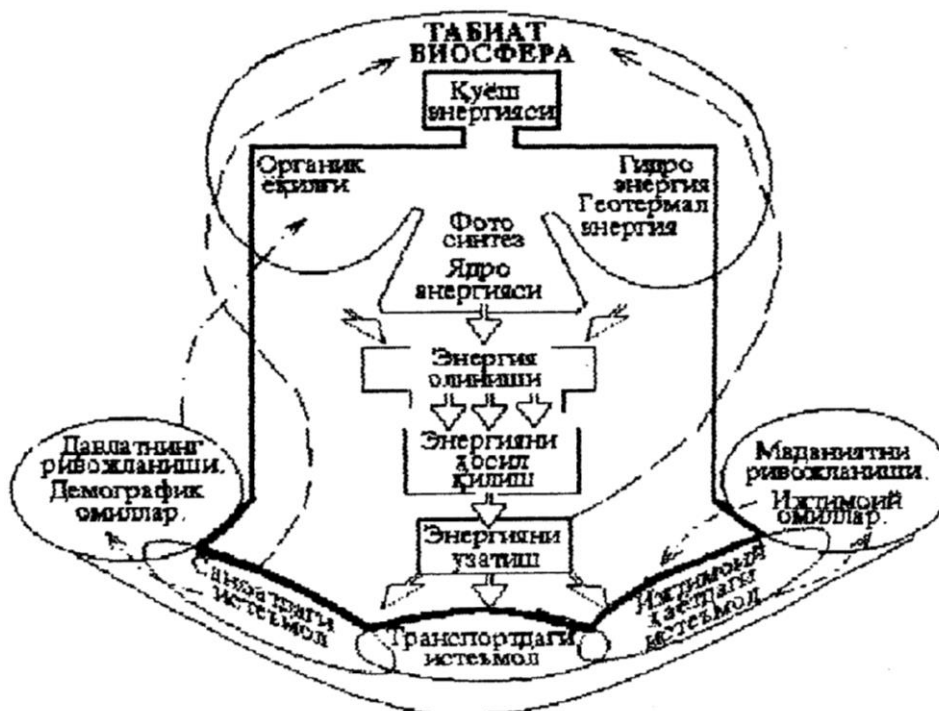 ТАБИАТ
БИОСФЕРА
Қуёш
энергияси
Органик
ёқилғи
Гидро
энергия
Геотермал
энергия
Фото
синтез
Ядро
энергияси
Энергия
олиниши
Энергияни
ҳосил
қилиш
Давлатнинг
ривожланиши.
Демографик
омиллар.
Маданиятни
ривожланиши.
Ижтимоий
омиллар.
Энергияни
узатиш
Саноатдаги
истеъмол
Транспортдаги
истеъмол
Ижтимоий
ҳаётдаги
истеъмол